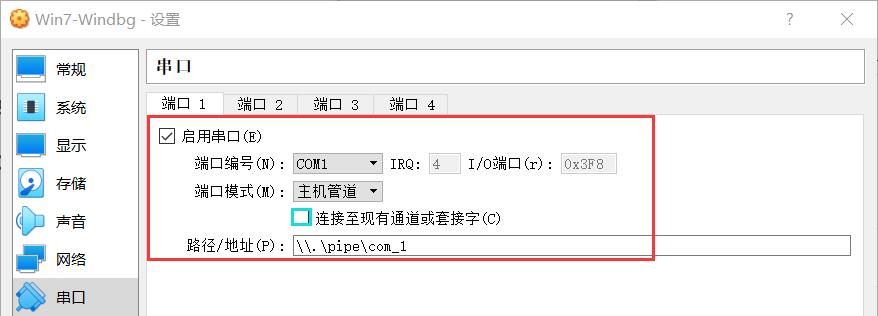 Win7-Windbg - 设置
常规
系统
显示
存储
声音
网络
串口
串口
端口 1 端口 2 端口 3 端口 4
启用串口(E)
端口编号(N): COM1 IRQ: 4 I/O端口(r): 0x3F8
端口模式(M): 主机管道
连接至现有通道或套接字(C)
路径/地址(P): \\.\pipe\com_1